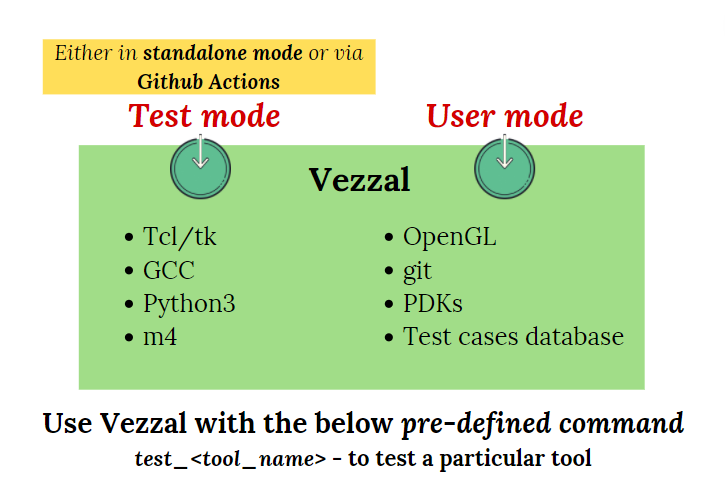 Either in standalone mode or via
Github Actions
Test mode
User mode
Vezzal
• Tcl/tk
• GCC
• Python3
• m4
• OpenGL
• git
• PDKs
• Test cases database
Use Vezzal with the below pre-defined command
test_<tool_name> - to test a particular tool